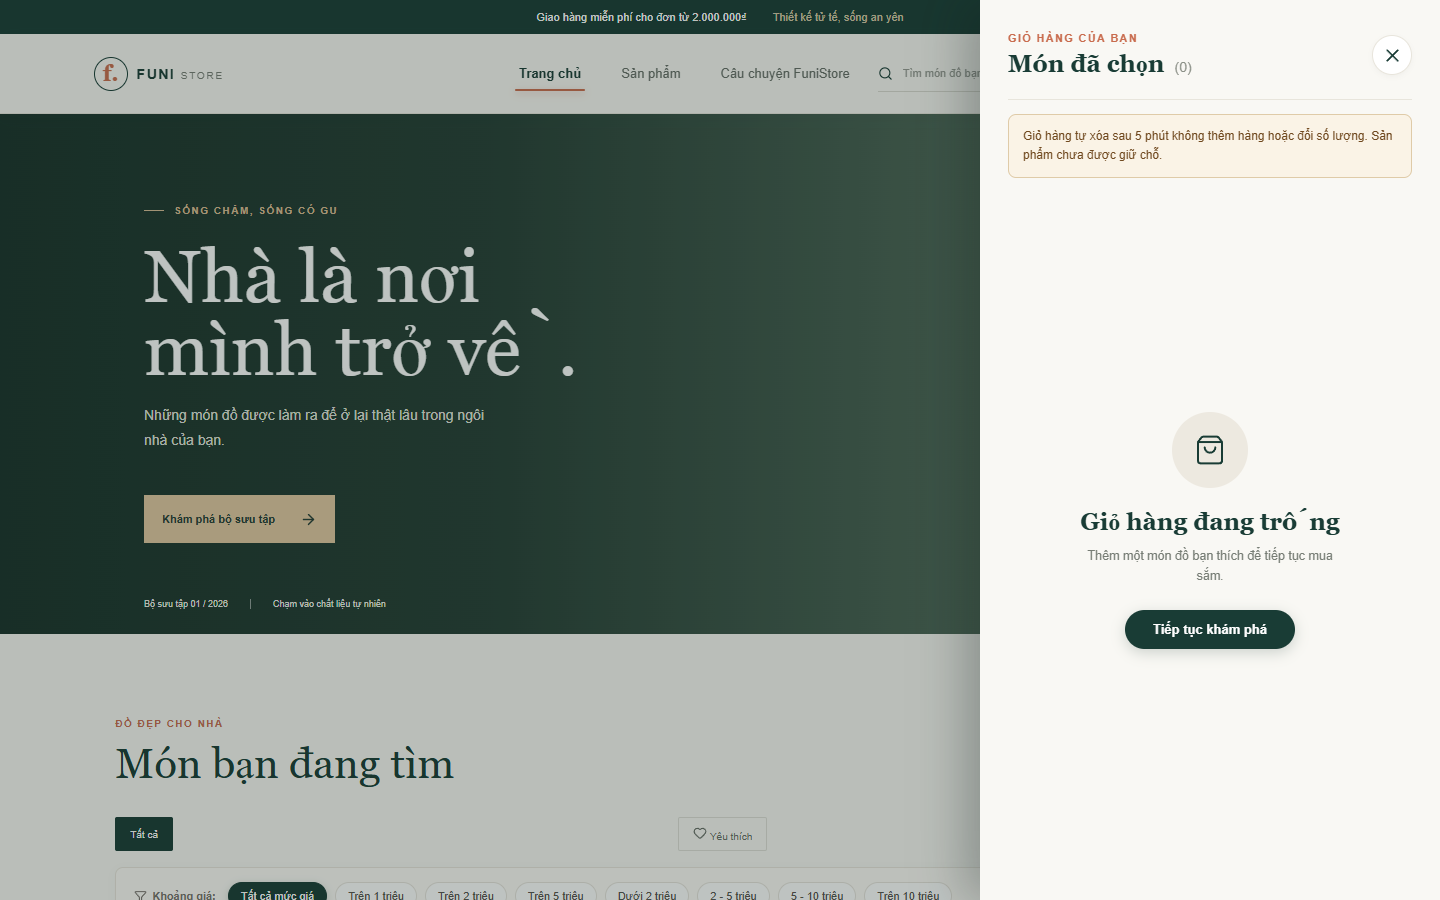 Giao hàng miễn phí cho đơn từ 2.000.000₫
Thiết kế tử tế, sống an yên
f. FUNI STORE
Trang chủ
Sản phẩm
Câu chuyện FuniStore
Tìm món đồ bạn
SỐNG CHẬM, SỐNG CÓ GU
Nhà là nơi
mình trở về.
Những món đồ được làm ra để ở lại thật lâu trong ngôi
nhà của bạn.
Khám phá bộ sưu tập
Bộ sưu tập 01 / 2026
Chạm vào chất liệu tự nhiên
ĐỒ ĐẸP CHO NHÀ
Món bạn đang tìm
Tất cả
Yêu thích
Khoảng giá:
Tất cả mức giá
Trên 1 triệu
Trên 2 triệu
Trên 5 triệu
Dưới 2 triệu
2 - 5 triệu
5 - 10 triệu
Trên 10 triệu
GIỎ HÀNG CỦA BẠN
Món đã chọn (0)
Giỏ hàng tự xóa sau 5 phút không thêm hàng hoặc đổi số lượng. Sản
phẩm chưa được giữ chỗ.
Giỏ hàng đang trống
Thêm một món đồ bạn thích để tiếp tục mua
sắm.
Tiếp tục khám phá